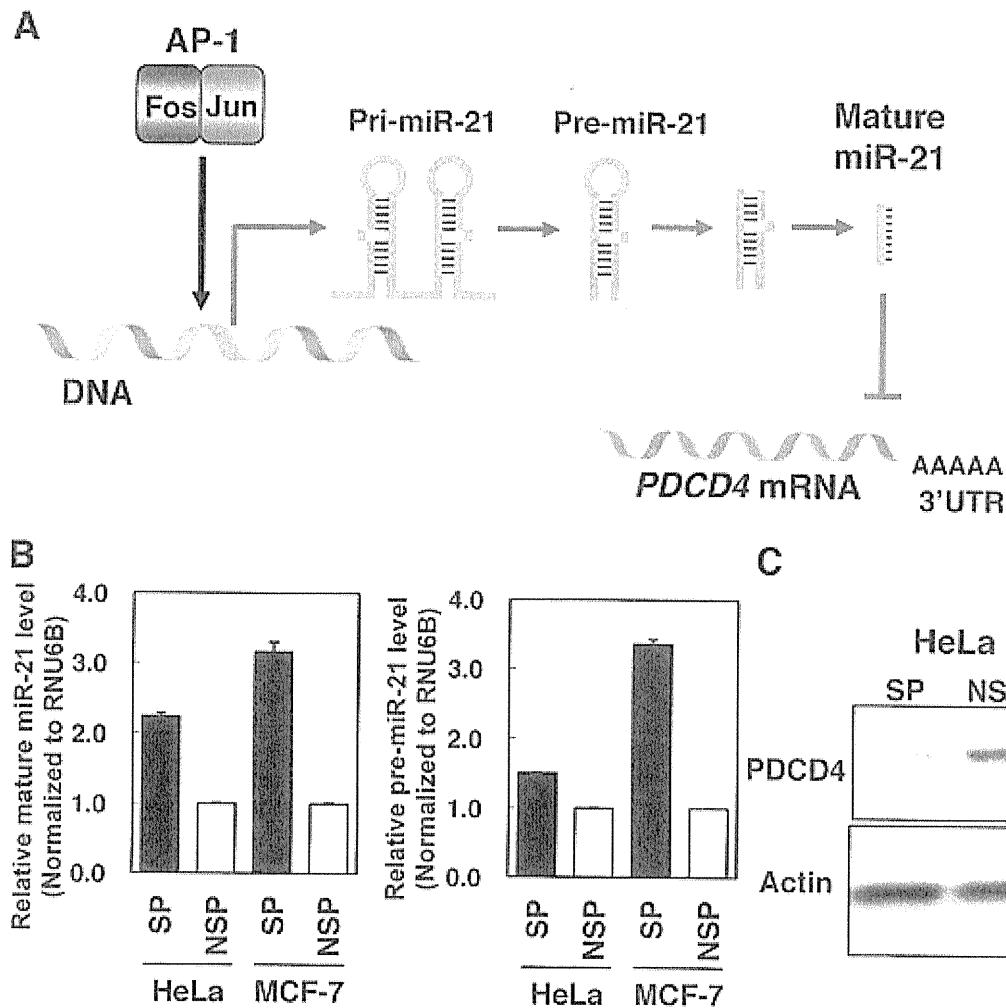 A
AP-1
Fos Jun
Pri-miR-21
Pre-miR-21
Mature
miR-21
DNA
PDCD4 mRNA
AAAAA
3'UTR
B
Relative mature miR-21 level
(Normalized to RNU6B)
4.0
3.0
2.0
1.0
0.0
SP
NSP
SP
NSP
HeLa
MCF-7
Relative pre-miR-21 level
(Normalized to RNU6B)
4.0
3.0
2.0
1.0
0.0
SP
NSP
SP
NSP
HeLa
MCF-7
C
HeLa
SP NS
PDCD4
Actin